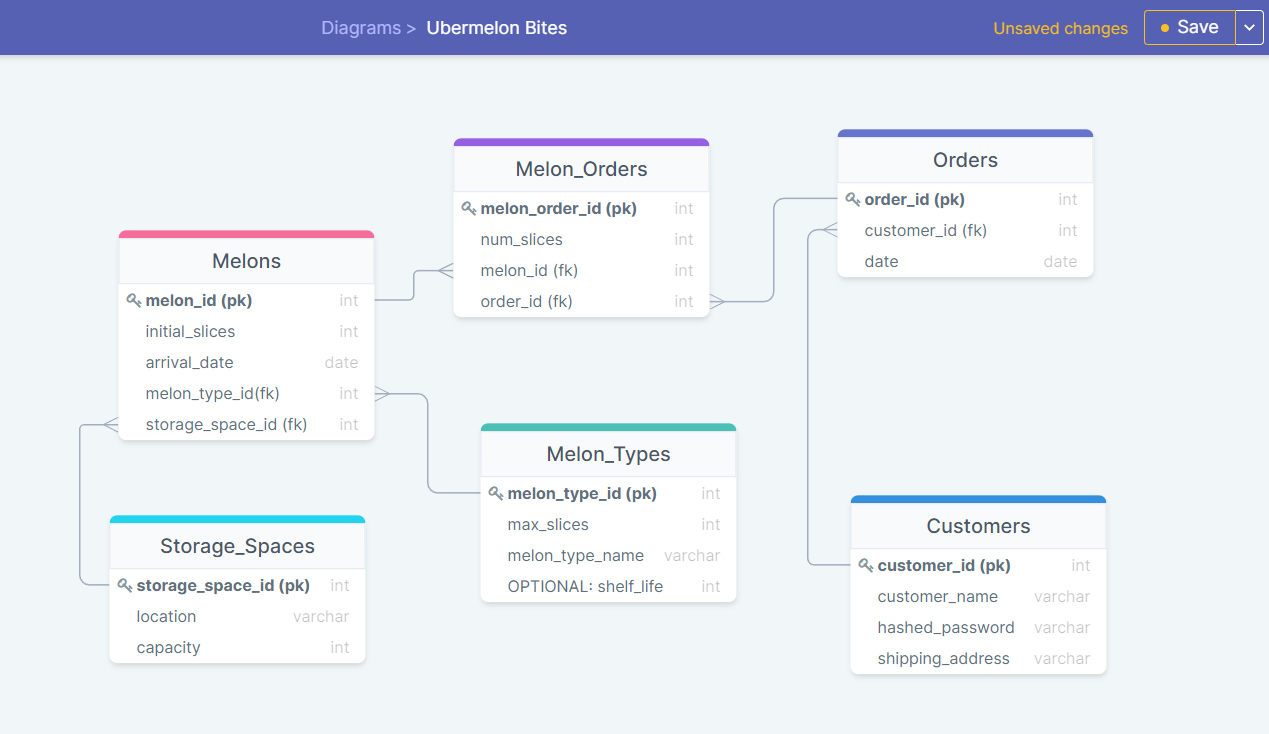 Diagrams > Ubermelon Bites
Unsaved changes
Save
Melon_Orders
melon_order_id (pk) int
num_slices int
melon_id (fk) int
order_id (fk) int
Orders
order_id (pk) int
customer_id (fk) int
date date
Melons
melon_id (pk) int
initial_slices int
arrival_date date
melon_type_id(fk) int
storage_space_id (fk) int
Melon_Types
melon_type_id (pk) int
max_slices int
melon_type_name varchar
OPTIONAL: shelf_life int
Storage_Spaces
storage_space_id (pk) int
location varchar
capacity int
Customers
customer_id (pk) int
customer_name varchar
hashed_password varchar
shipping_address varchar